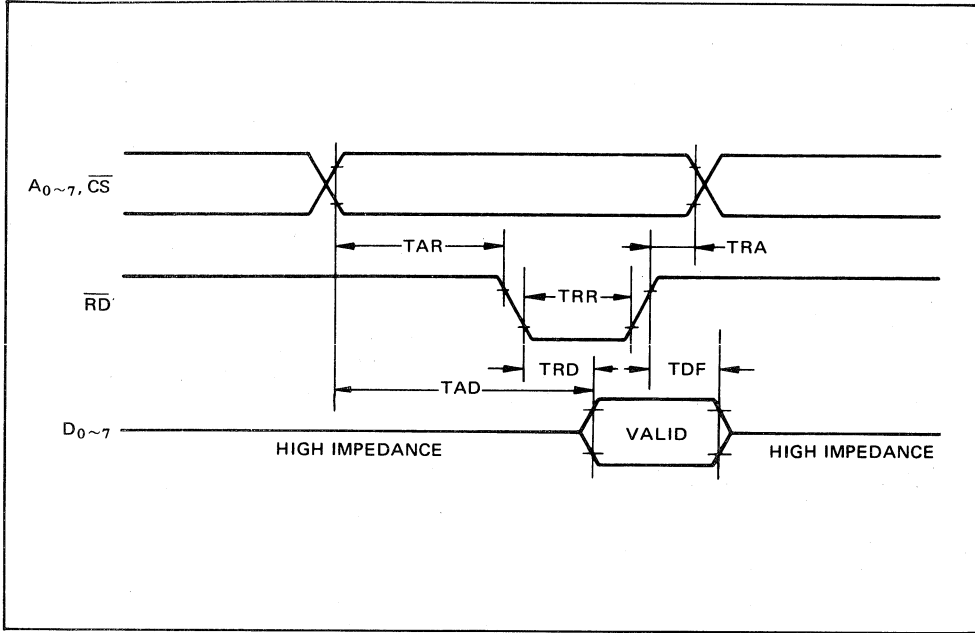 A0~7, CS
TAR
TRA
RD
TRR
TRD
TDF
TAD
D0~7
VALID
HIGH IMPEDANCE
HIGH IMPEDANCE